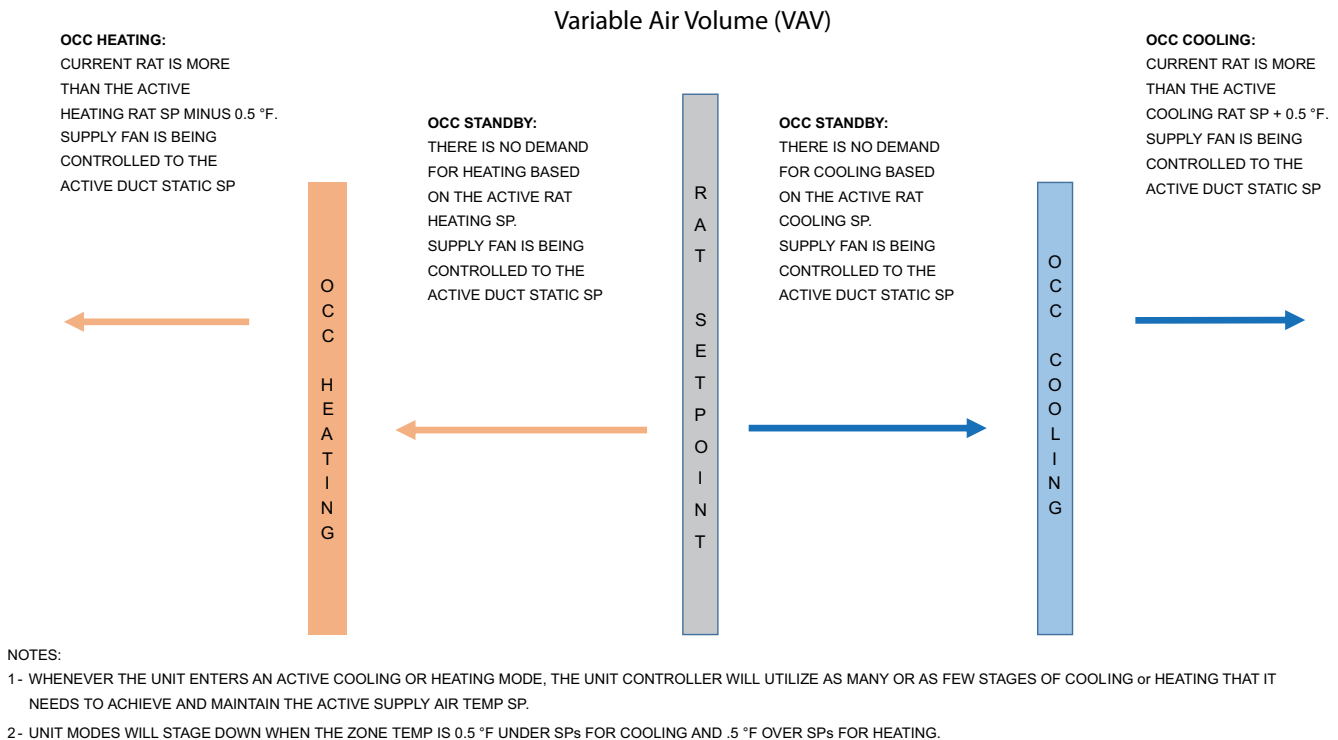 Variable Air Volume (VAV)
OCC HEATING:
CURRENT RAT IS MORE
THAN THE ACTIVE
HEATING RAT SP MINUS 0.5 °F.
SUPPLY FAN IS BEING
CONTROLLED TO THE
ACTIVE DUCT STATIC SP
OCC STANDBY:
THERE IS NO DEMAND
FOR HEATING BASED
ON THE ACTIVE RAT
HEATING SP.
SUPPLY FAN IS BEING
CONTROLLED TO THE
ACTIVE DUCT STATIC SP
OCC STANDBY:
THERE IS NO DEMAND
FOR COOLING BASED
ON THE ACTIVE RAT
COOLING SP.
SUPPLY FAN IS BEING
CONTROLLED TO THE
ACTIVE DUCT STATIC SP
OCC COOLING:
CURRENT RAT IS MORE
THAN THE ACTIVE
COOLING RAT SP + 0.5 °F.
SUPPLY FAN IS BEING
CONTROLLED TO THE
ACTIVE DUCT STATIC SP
OCC HEATING
RAT SETPOINT
OCC COOLING
NOTES:
1- WHENEVER THE UNIT ENTERS AN ACTIVE COOLING OR HEATING MODE, THE UNIT CONTROLLER WILL UTILIZE AS MANY OR AS FEW STAGES OF COOLING or HEATING THAT IT
NEEDS TO ACHIEVE AND MAINTAIN THE ACTIVE SUPPLY AIR TEMP SP.
2- UNIT MODES WILL STAGE DOWN WHEN THE ZONE TEMP IS 0.5 °F UNDER SPs FOR COOLING AND .5 °F OVER SPs FOR HEATING.